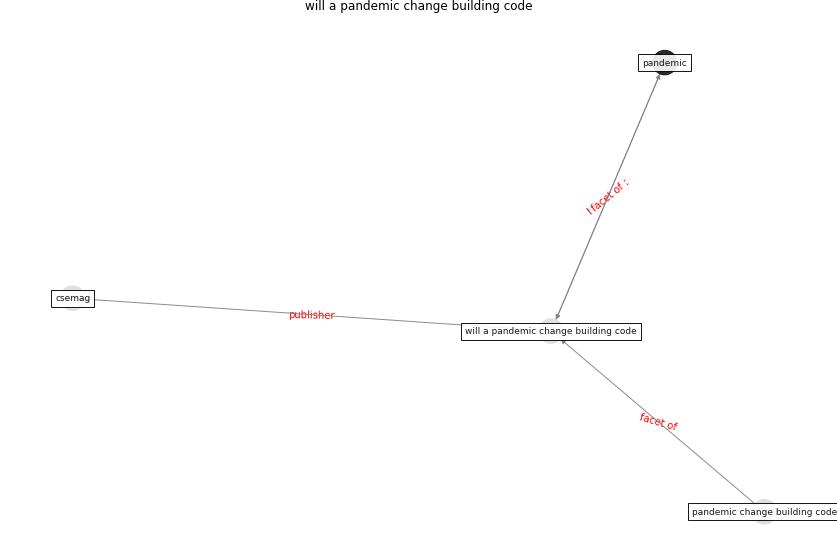 will a pandemic change building code
pandemic
facet of
csemag
publisher
will a pandemic change building code
facet of
pandemic change building code